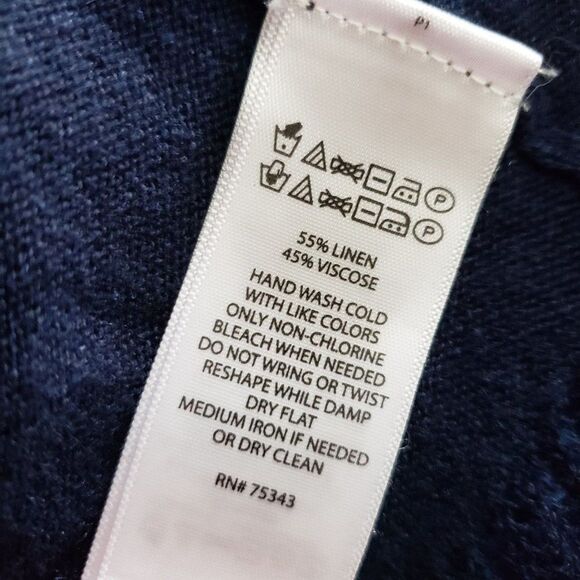 P1
P
P
55% LINEN
45% VISCOSE
HAND WASH COLD
WITH LIKE COLORS
ONLY NON-CHLORINE
BLEACH WHEN NEEDED
DO NOT WRING OR TWIST
RESHAPE WHILE DAMP
DRY FLAT
MEDIUM IRON IF NEEDED
OR DRY CLEAN
RN# 75343